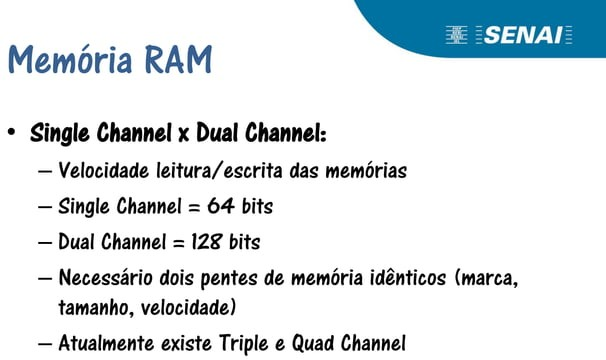 SENAI
Memória RAM
• Single Channel x Dual Channel:
– Velocidade leitura/escrita das memórias
– Single Channel = 64 bits
– Dual Channel = 128 bits
– Necessário dois pentes de memória idênticos (marca,
tamanho, velocidade)
– Atualmente existe Triple e Quad Channel